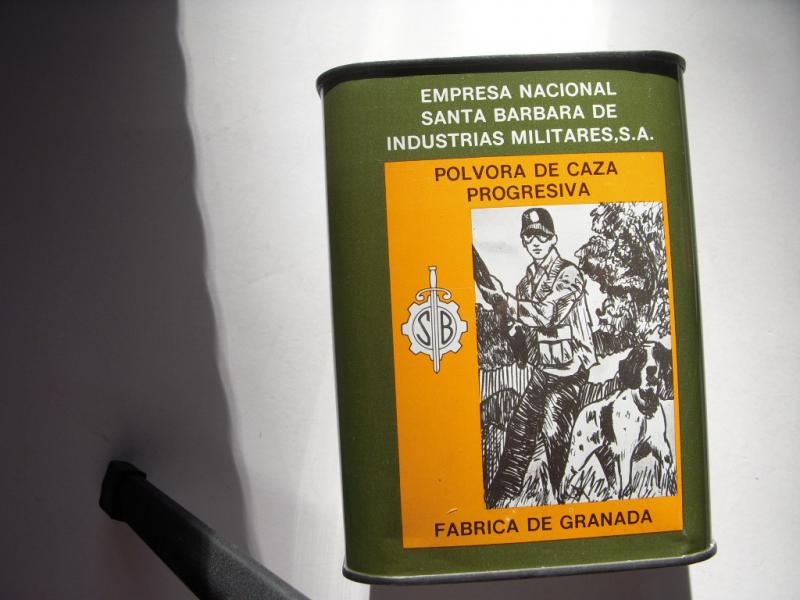 EMPRESA NACIONAL
SANTA BARBARA DE
INDUSTRIAS MILITARES,S.A.
POLVORA DE CAZA
PROGRESIVA
SB
FABRICA DE GRANADA